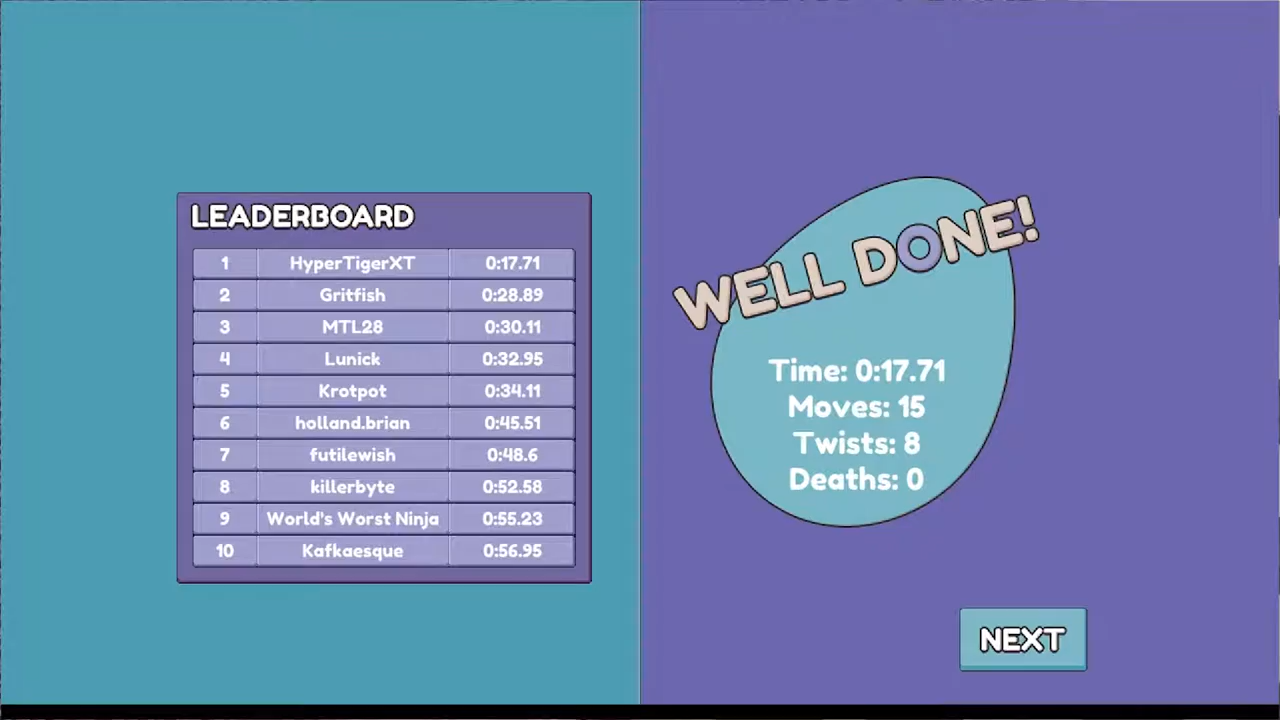 LEADERBOARD
1 HyperTigerXT 0:17.71
2 Gritfish 0:28.89
3 MTL28 0:30.11
4 Lunick 0:32.95
5 Krotpot 0:34.11
6 holland.brian 0:45.51
7 futilewish 0:48.6
8 killerbyte 0:52.58
9 World's Worst Ninja 0:55.23
10 Kafkaesque 0:56.95
WELL DONE!
Time: 0:17.71
Moves: 15
Twists: 8
Deaths: 0
NEXT